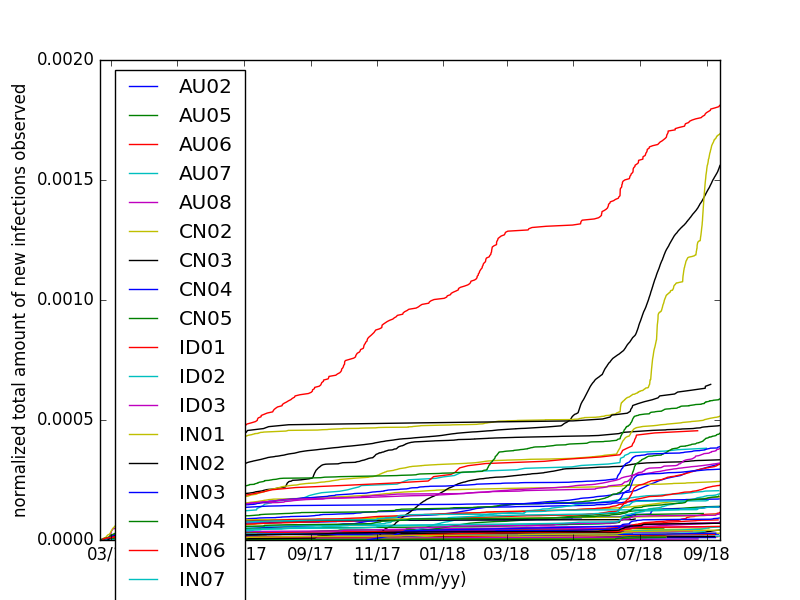 0.0020
0.0015
0.0010
0.0005
0.0000
normalized total amount of new infections observed
AU02
AU05
AU06
AU07
AU08
CN02
CN03
CN04
CN05
ID01
ID02
ID03
IN01
IN02
IN03
IN04
IN06
IN07
03/ 17 09/17 11/17 01/18 03/18 05/18 07/18 09/18
time (mm/yy)